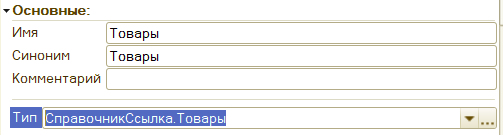 Основные:
Имя Товары
Синоним Товары
Комментарий
Тип СправочникСсылка.Товары ...